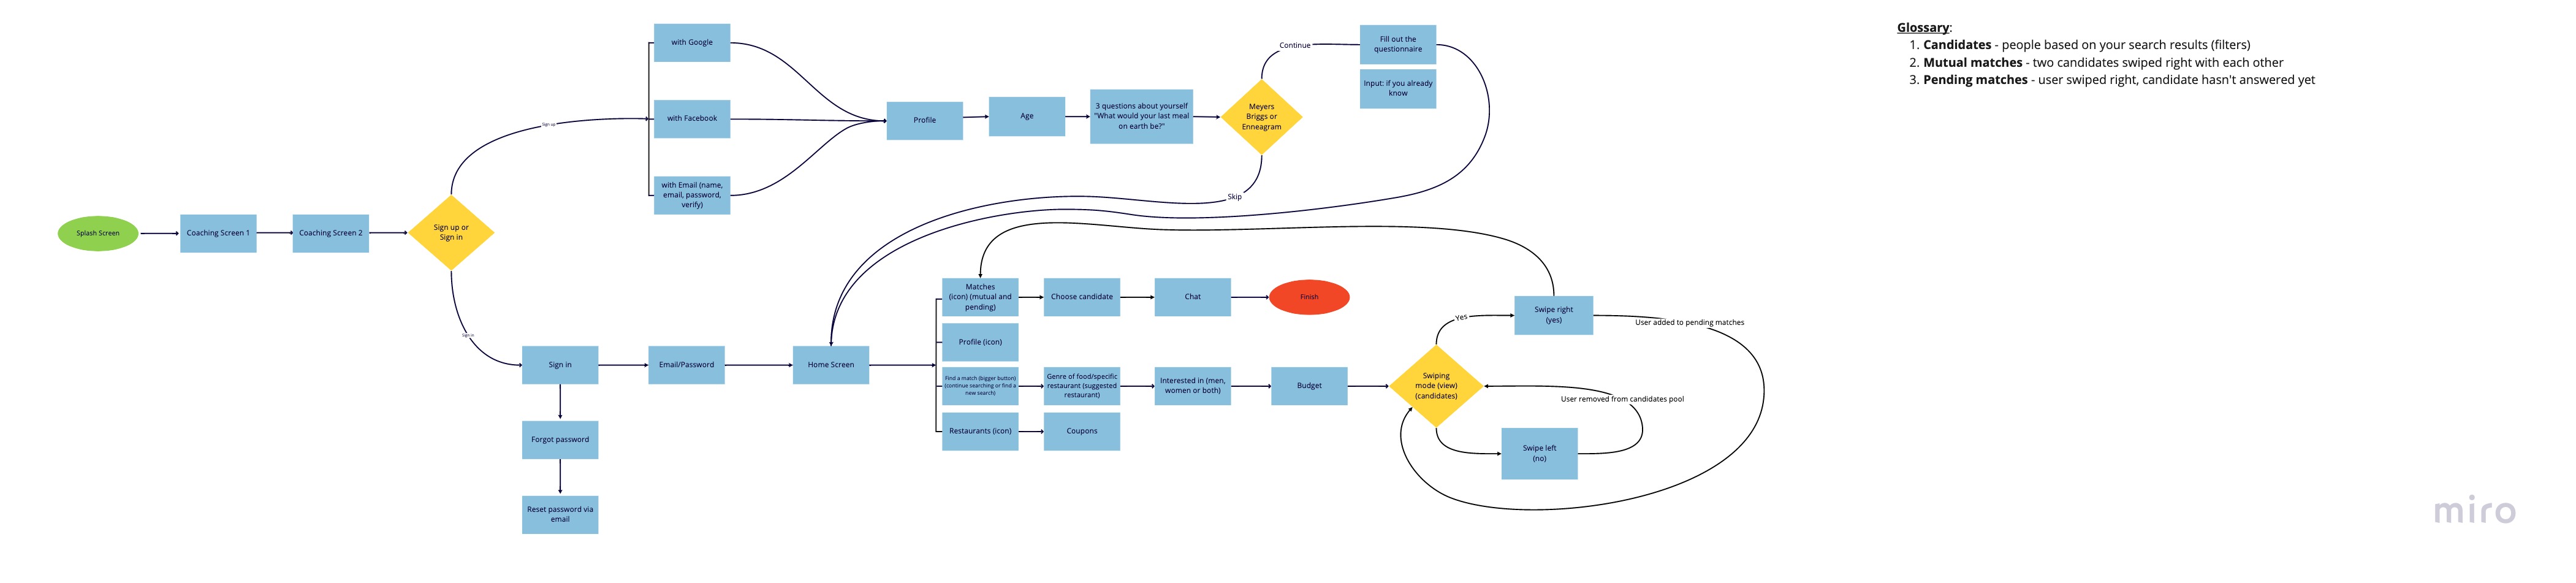 Glossary:
1. Candidates - people based on your search results (filters)
2. Mutual matches - two candidates swiped right with each other
3. Pending matches - user swiped right, candidate hasn't answered yet
with Google
with Facebook
with Email (name,
email, password,
verify)
Sign up
Profile
Age
3 questions about yourself
"What would your last meal
on earth be?"
Meyers
Briggs or
Enneagram
Continue
Fill out the
questionnaire
Input: if you already
know
Skip
Splash Screen
Coaching Screen 1
Coaching Screen 2
Sign up or
Sign in
Sign in
Sign in
Email/Password
Home Screen
Forgot password
Reset password via
email
Matches
(icon) (mutual and
pending)
Choose candidate
Chat
Finish
Profile (icon)
Find a match (bigger button)
(continue searching or find a
new search)
Genre of food/specific
restaurant (suggested
restaurant)
Interested in (men,
women or both)
Budget
Restaurants (icon)
Coupons
Swiping
mode (view)
(candidates)
Yes
Swipe right
(yes)
User added to pending matches
User removed from candidates pool
Swipe left
(no)
miro